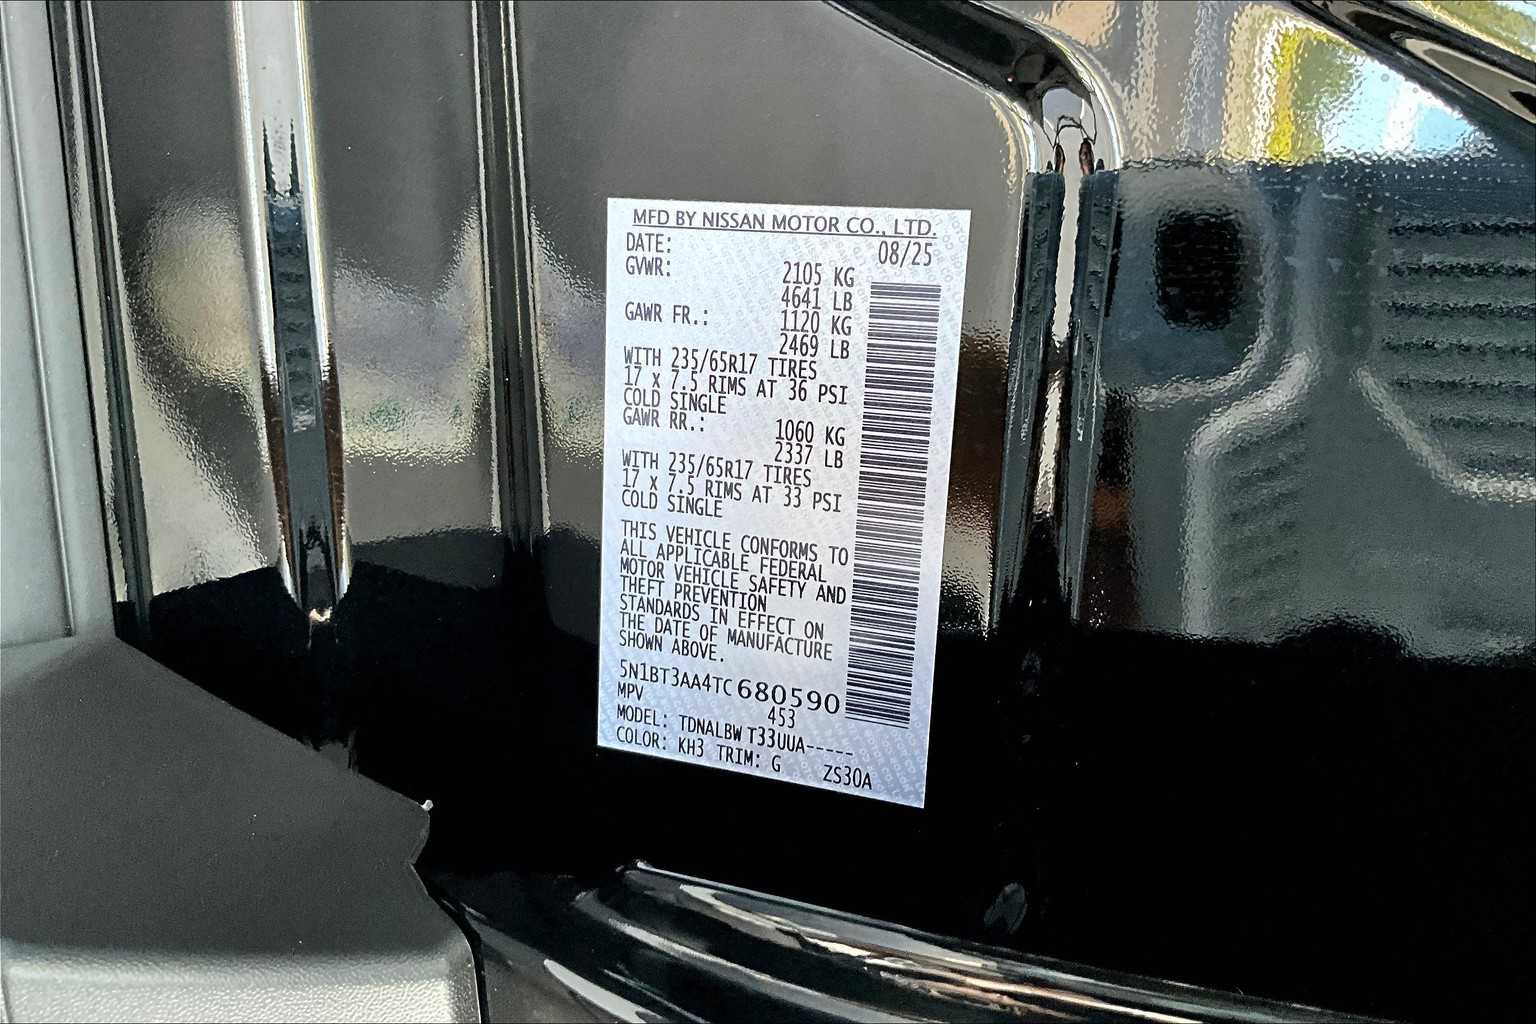 MFD BY NISSAN MOTOR CO., LTD.
DATE: 08/25
GVWR: 2105 KG
4641 LB
GAWR FR.: 1120 KG
2469 LB
WITH 235/65R17 TIRES
17 x 7.5 RIMS AT 36 PSI
COLD SINGLE
GAWR RR.: 1060 KG
2337 LB
WITH 235/65R17 TIRES
17 x 7.5 RIMS AT 33 PSI
COLD SINGLE
THIS VEHICLE CONFORMS TO
ALL APPLICABLE FEDERAL
MOTOR VEHICLE SAFETY AND
THEFT PREVENTION
STANDARDS IN EFFECT ON
THE DATE OF MANUFACTURE
SHOWN ABOVE.
5N1BT3AA4TC680590
MPV 453
MODEL: TDNALBW T33UUA-----
COLOR: KH3 TRIM: G ZS30A